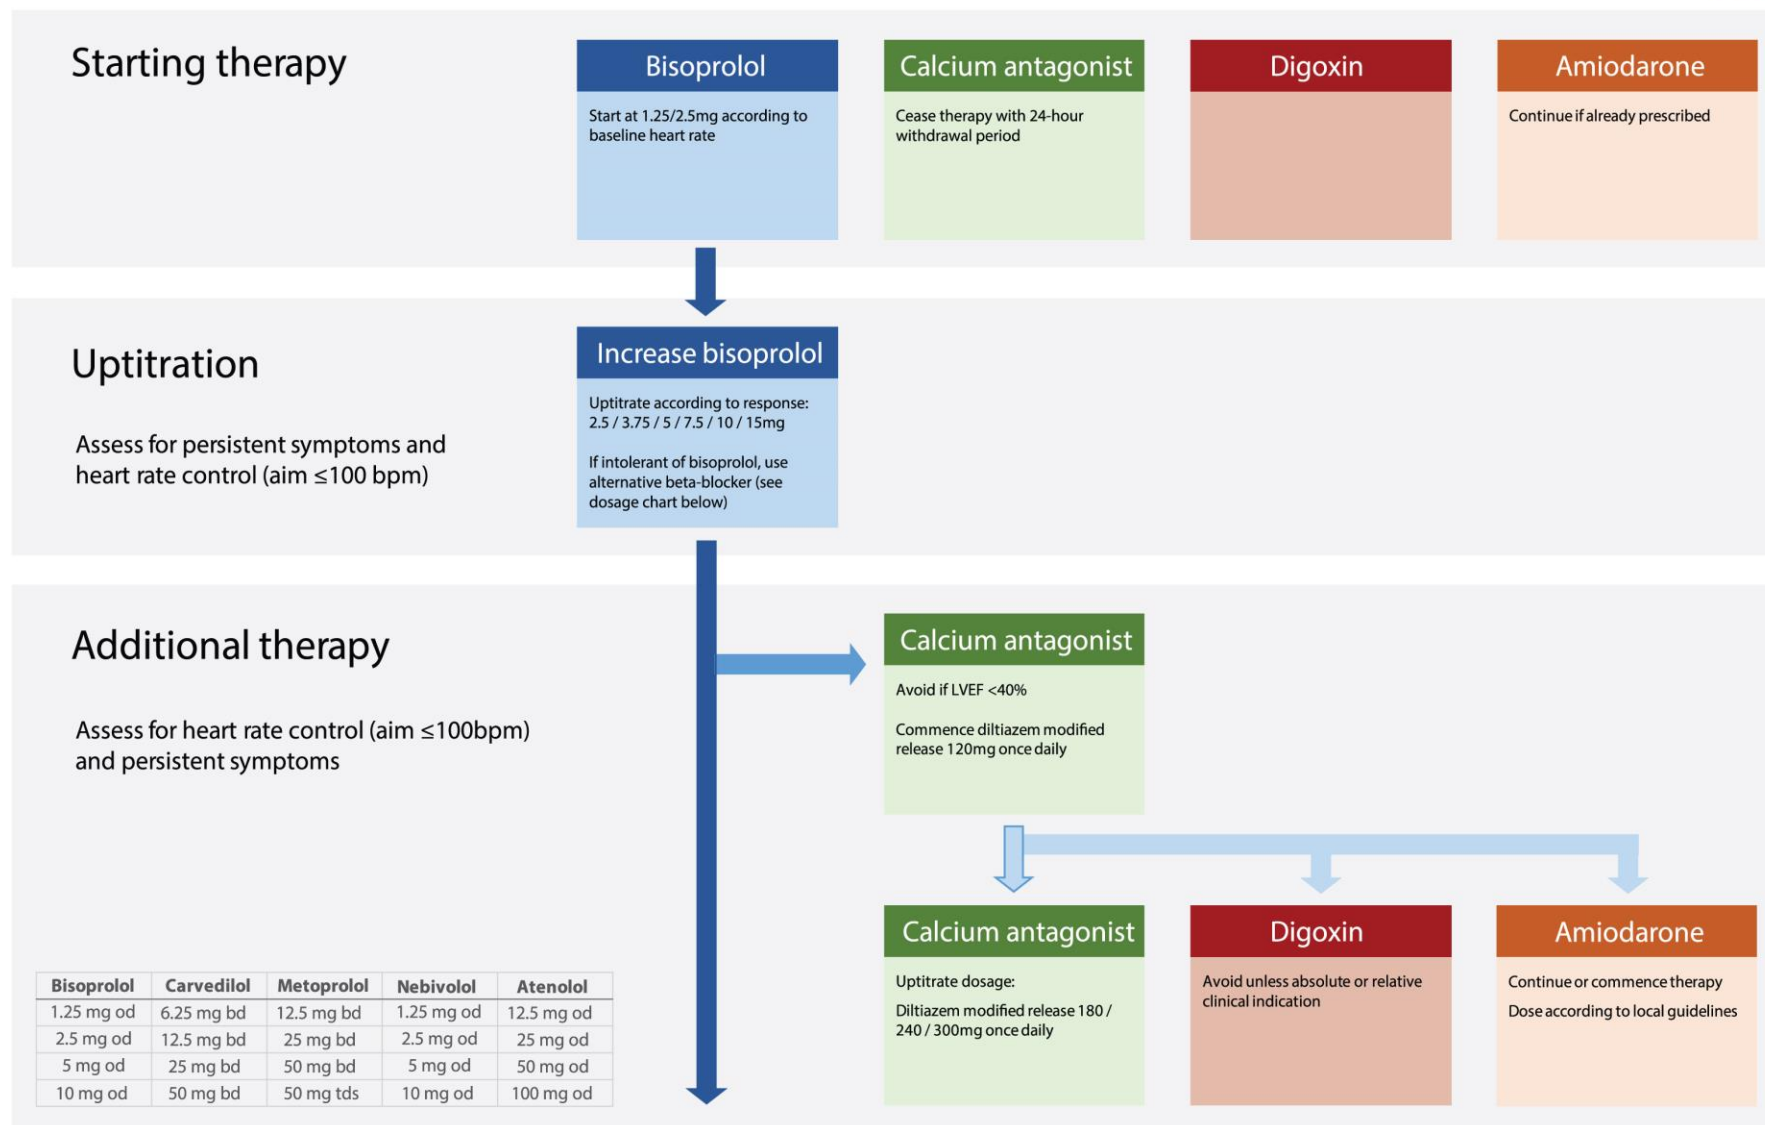 Starting therapy
Bisoprolol
Start at 1.25/2.5mg according to
baseline heart rate
Calcium antagonist
Cease therapy with 24-hour
withdrawal period
Digoxin
Amiodarone
Continue if already prescribed
Uptitration
Assess for persistent symptoms and
heart rate control (aim ≤100 bpm)
Increase bisoprolol
Uptitrate according to response:
2.5 / 3.75 / 5 / 7.5 / 10 / 15mg
If intolerant of bisoprolol, use
alternative beta-blocker (see
dosage chart below)
Additional therapy
Assess for heart rate control (aim ≤100bpm)
and persistent symptoms
Calcium antagonist
Avoid if LVEF <40%
Commence diltiazem modified
release 120mg once daily
Calcium antagonist
Uptitrate dosage:
Diltiazem modified release 180 /
240 / 300mg once daily
Digoxin
Avoid unless absolute or relative
clinical indication
Amiodarone
Continue or commence therapy
Dose according to local guidelines
Bisoprolol Carvedilol Metoprolol Nebivolol Atenolol
1.25 mg od 6.25 mg bd 12.5 mg bd 1.25 mg od 12.5 mg od
2.5 mg od 12.5 mg bd 25 mg bd 2.5 mg od 25 mg od
5 mg od 25 mg bd 50 mg bd 5 mg od 50 mg od
10 mg od 50 mg bd 50 mg tds 10 mg od 100 mg od